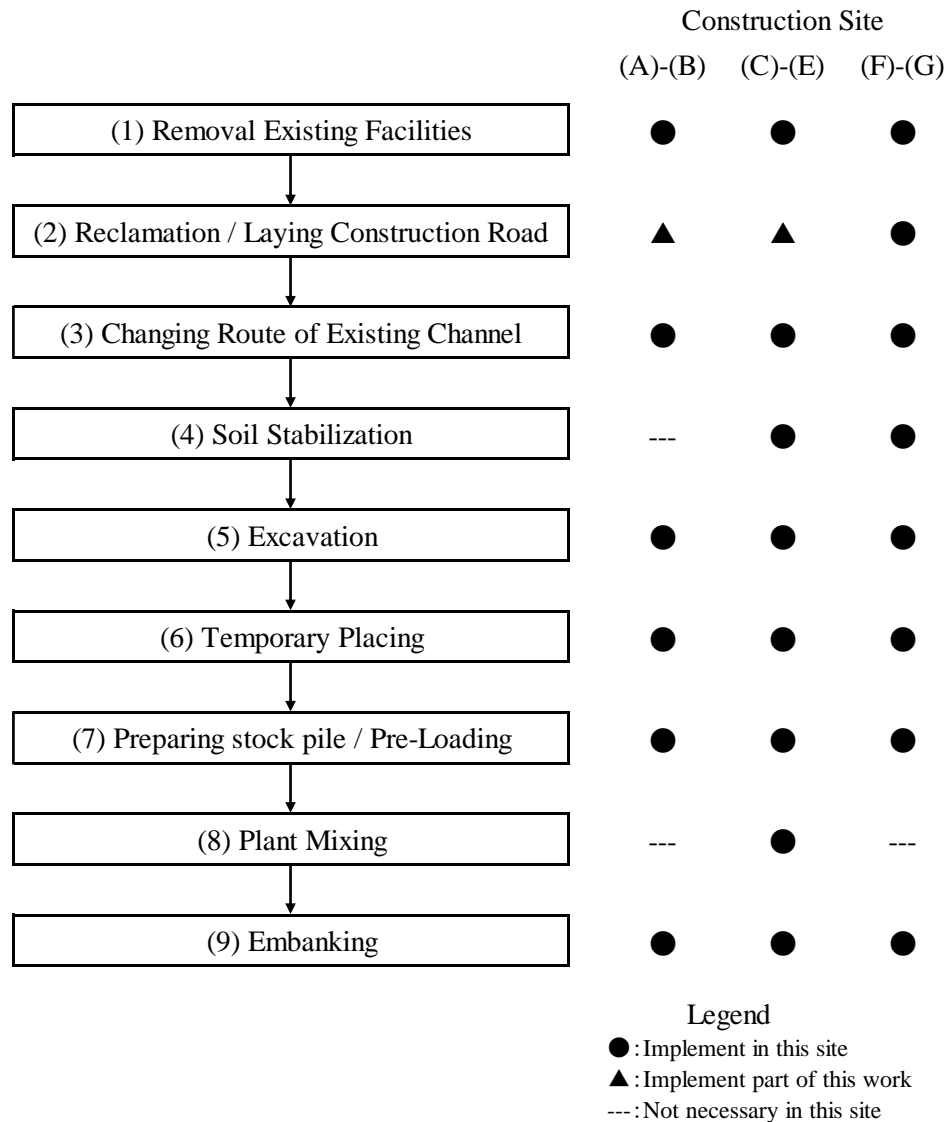 Construction Site
(A)-(B) (C)-(E) (F)-(G)
(1) Removal Existing Facilities ● ● ●
(2) Reclamation / Laying Construction Road ▲ ▲ ●
(3) Changing Route of Existing Channel ● ● ●
(4) Soil Stabilization --- ● ●
(5) Excavation ● ● ●
(6) Temporary Placing ● ● ●
(7) Preparing stock pile / Pre-Loading ● ● ●
(8) Plant Mixing --- ● ---
(9) Embanking ● ● ●
Legend
●:Implement in this site
▲:Implement part of this work
---:Not necessary in this site